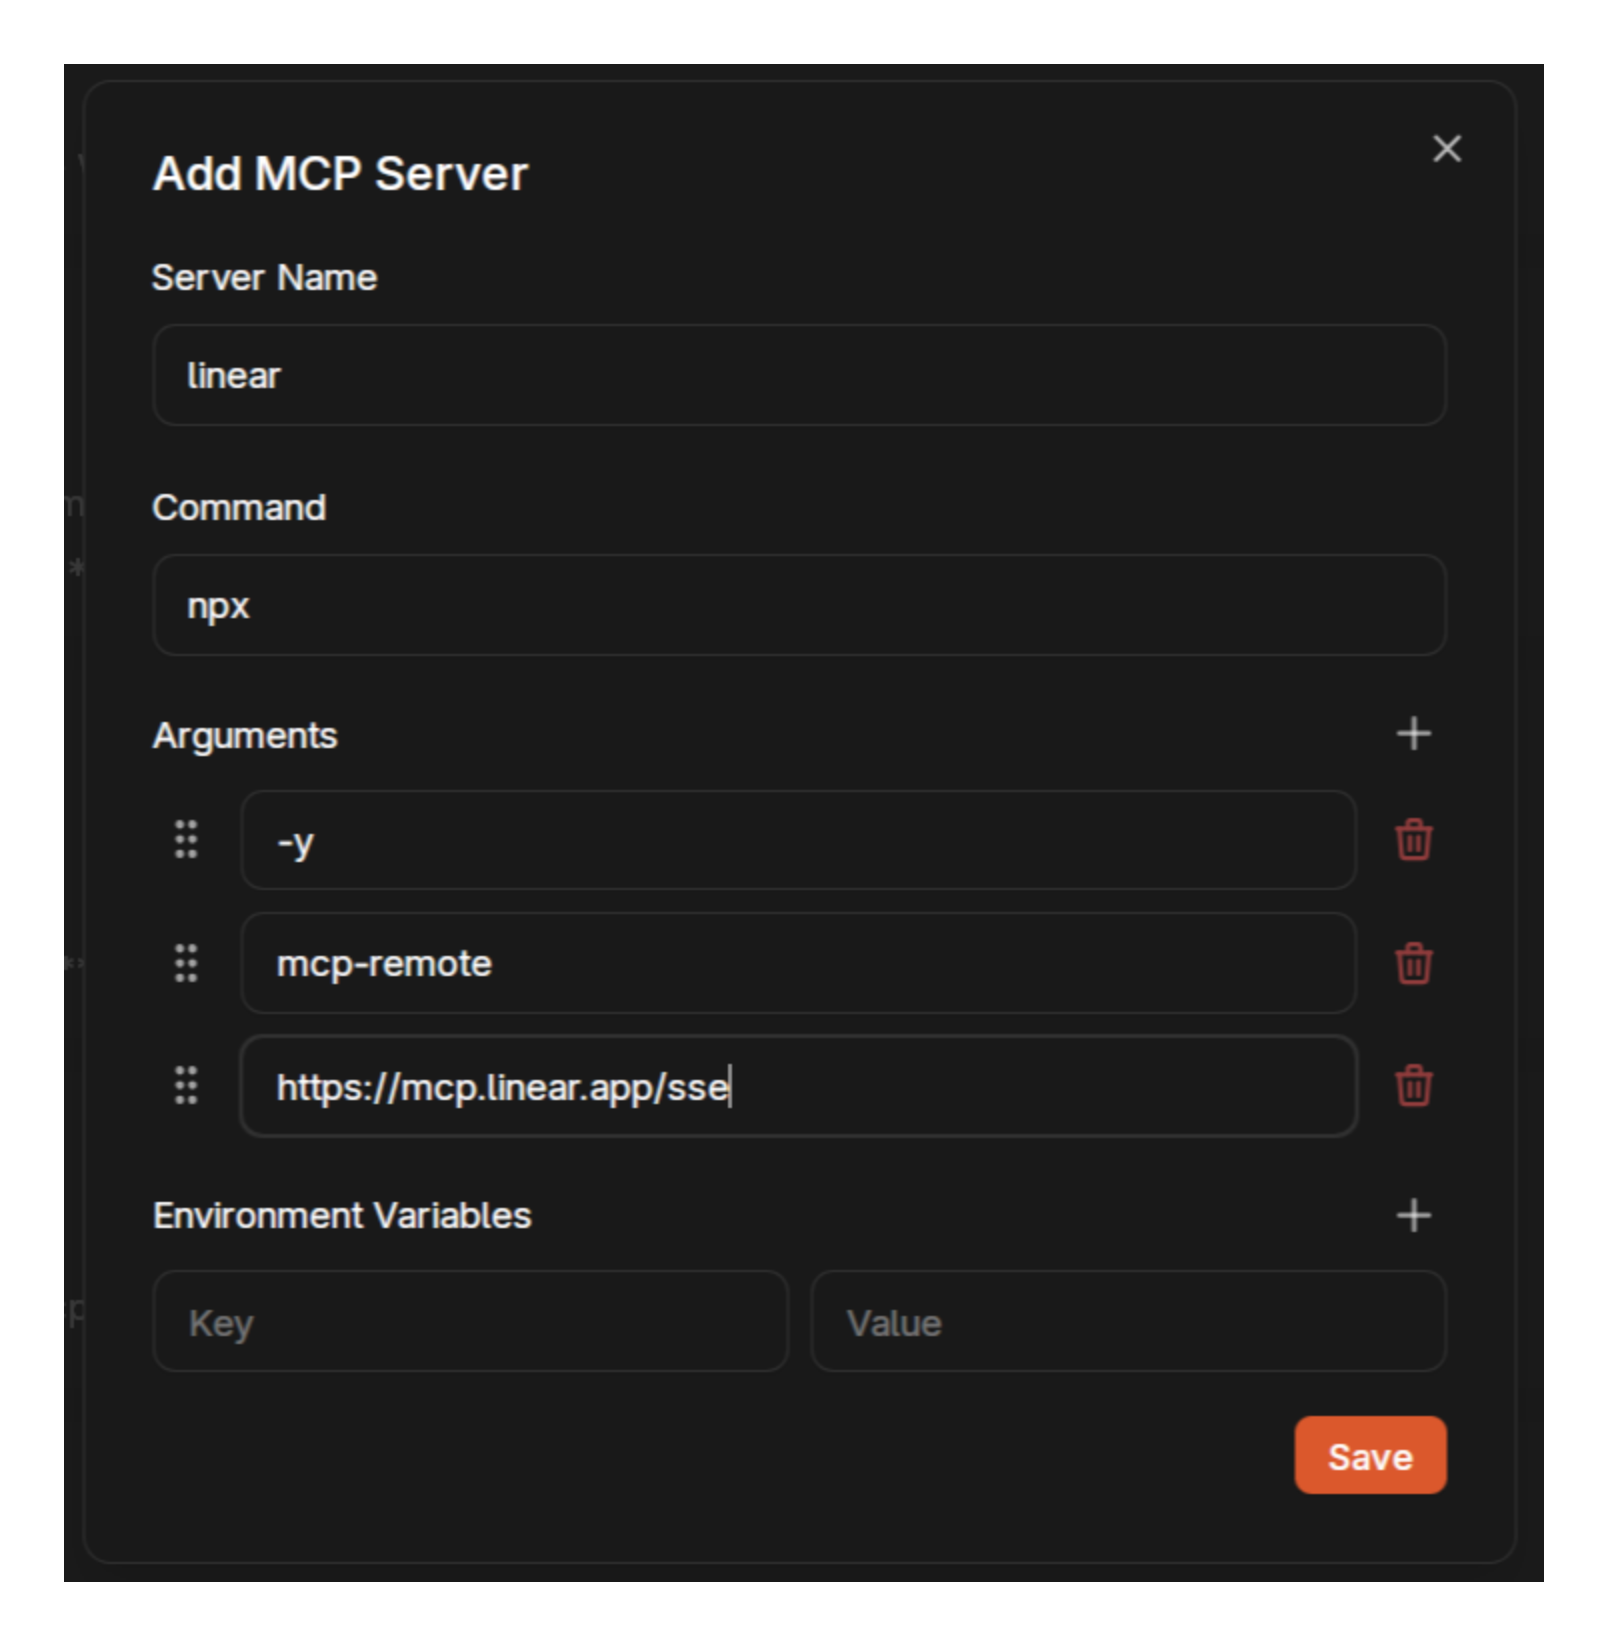 Add MCP Server
Server Name
linear
Command
npx
Arguments
-y
mcp-remote
https://mcp.linear.app/sse
Environment Variables
Key Value
Save